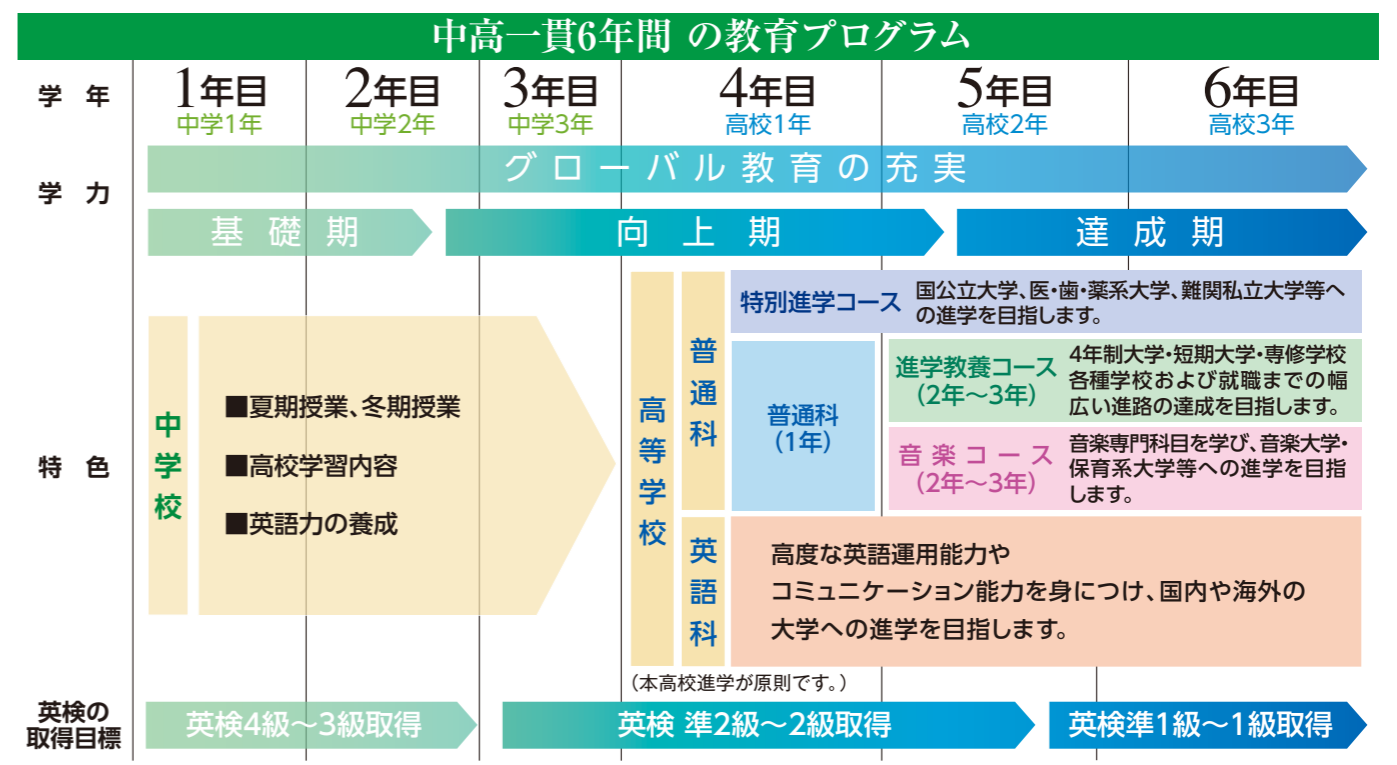 中高一貫6年間 の教育プログラム
学 年
1年目
中学1年
2年目
中学2年
3年目
中学3年
4年目
高校1年
5年目
高校2年
6年目
高校3年
学 力
グローバル教育の充実
基礎期
向上期
達成期
特 色
中学校
■夏期授業、冬期授業
■高校学習内容
■英語力の養成
高等学校
普通科
特別進学コース
国公立大学、医・歯・薬系大学、難関私立大学等へ
の進学を目指します。
普通科
(1年)
進学教養コース
(2年〜3年)
4年制大学・短期大学・専修学校
各種学校および就職までの幅
広い進路の達成を目指します。
音楽コース
(2年〜3年)
音楽専門科目を学び、音楽大学・
保育系大学等への進学を目指
します。
英語科
高度な英語運用能力や
コミュニケーション能力を身につけ、国内や海外の
大学への進学を目指します。
(本高校進学が原則です。)
英検の
取得目標
英検4級〜3級取得
英検 準2級〜2級取得
英検準1級〜1級取得